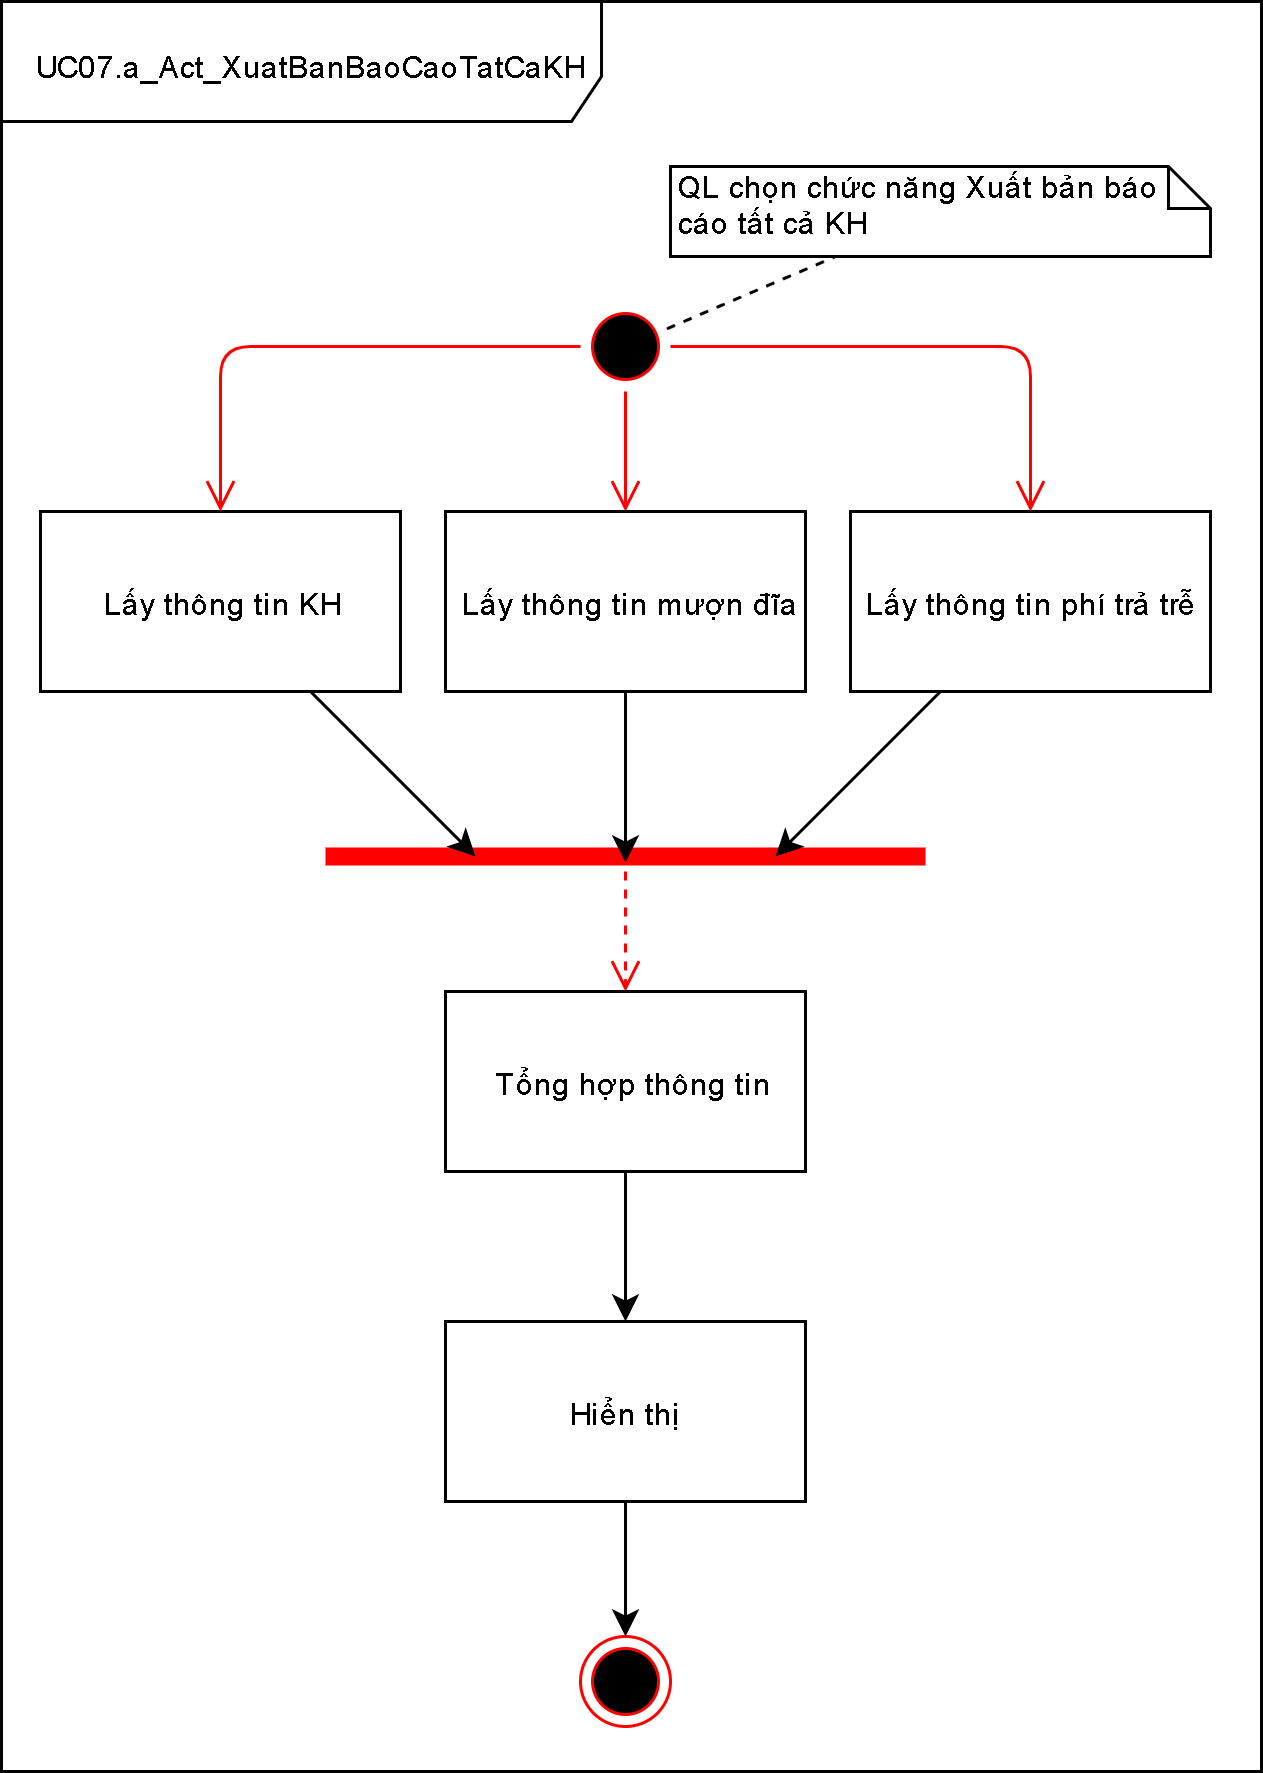 UC07.a_Act_XuatBanBaoCaoTatCaKH
QL chọn chức năng Xuất bản báo
cáo tất cả KH
Lấy thông tin KH
Lấy thông tin mượn đĩa
Lấy thông tin phí trả trễ
Tổng hợp thông tin
Hiển thị